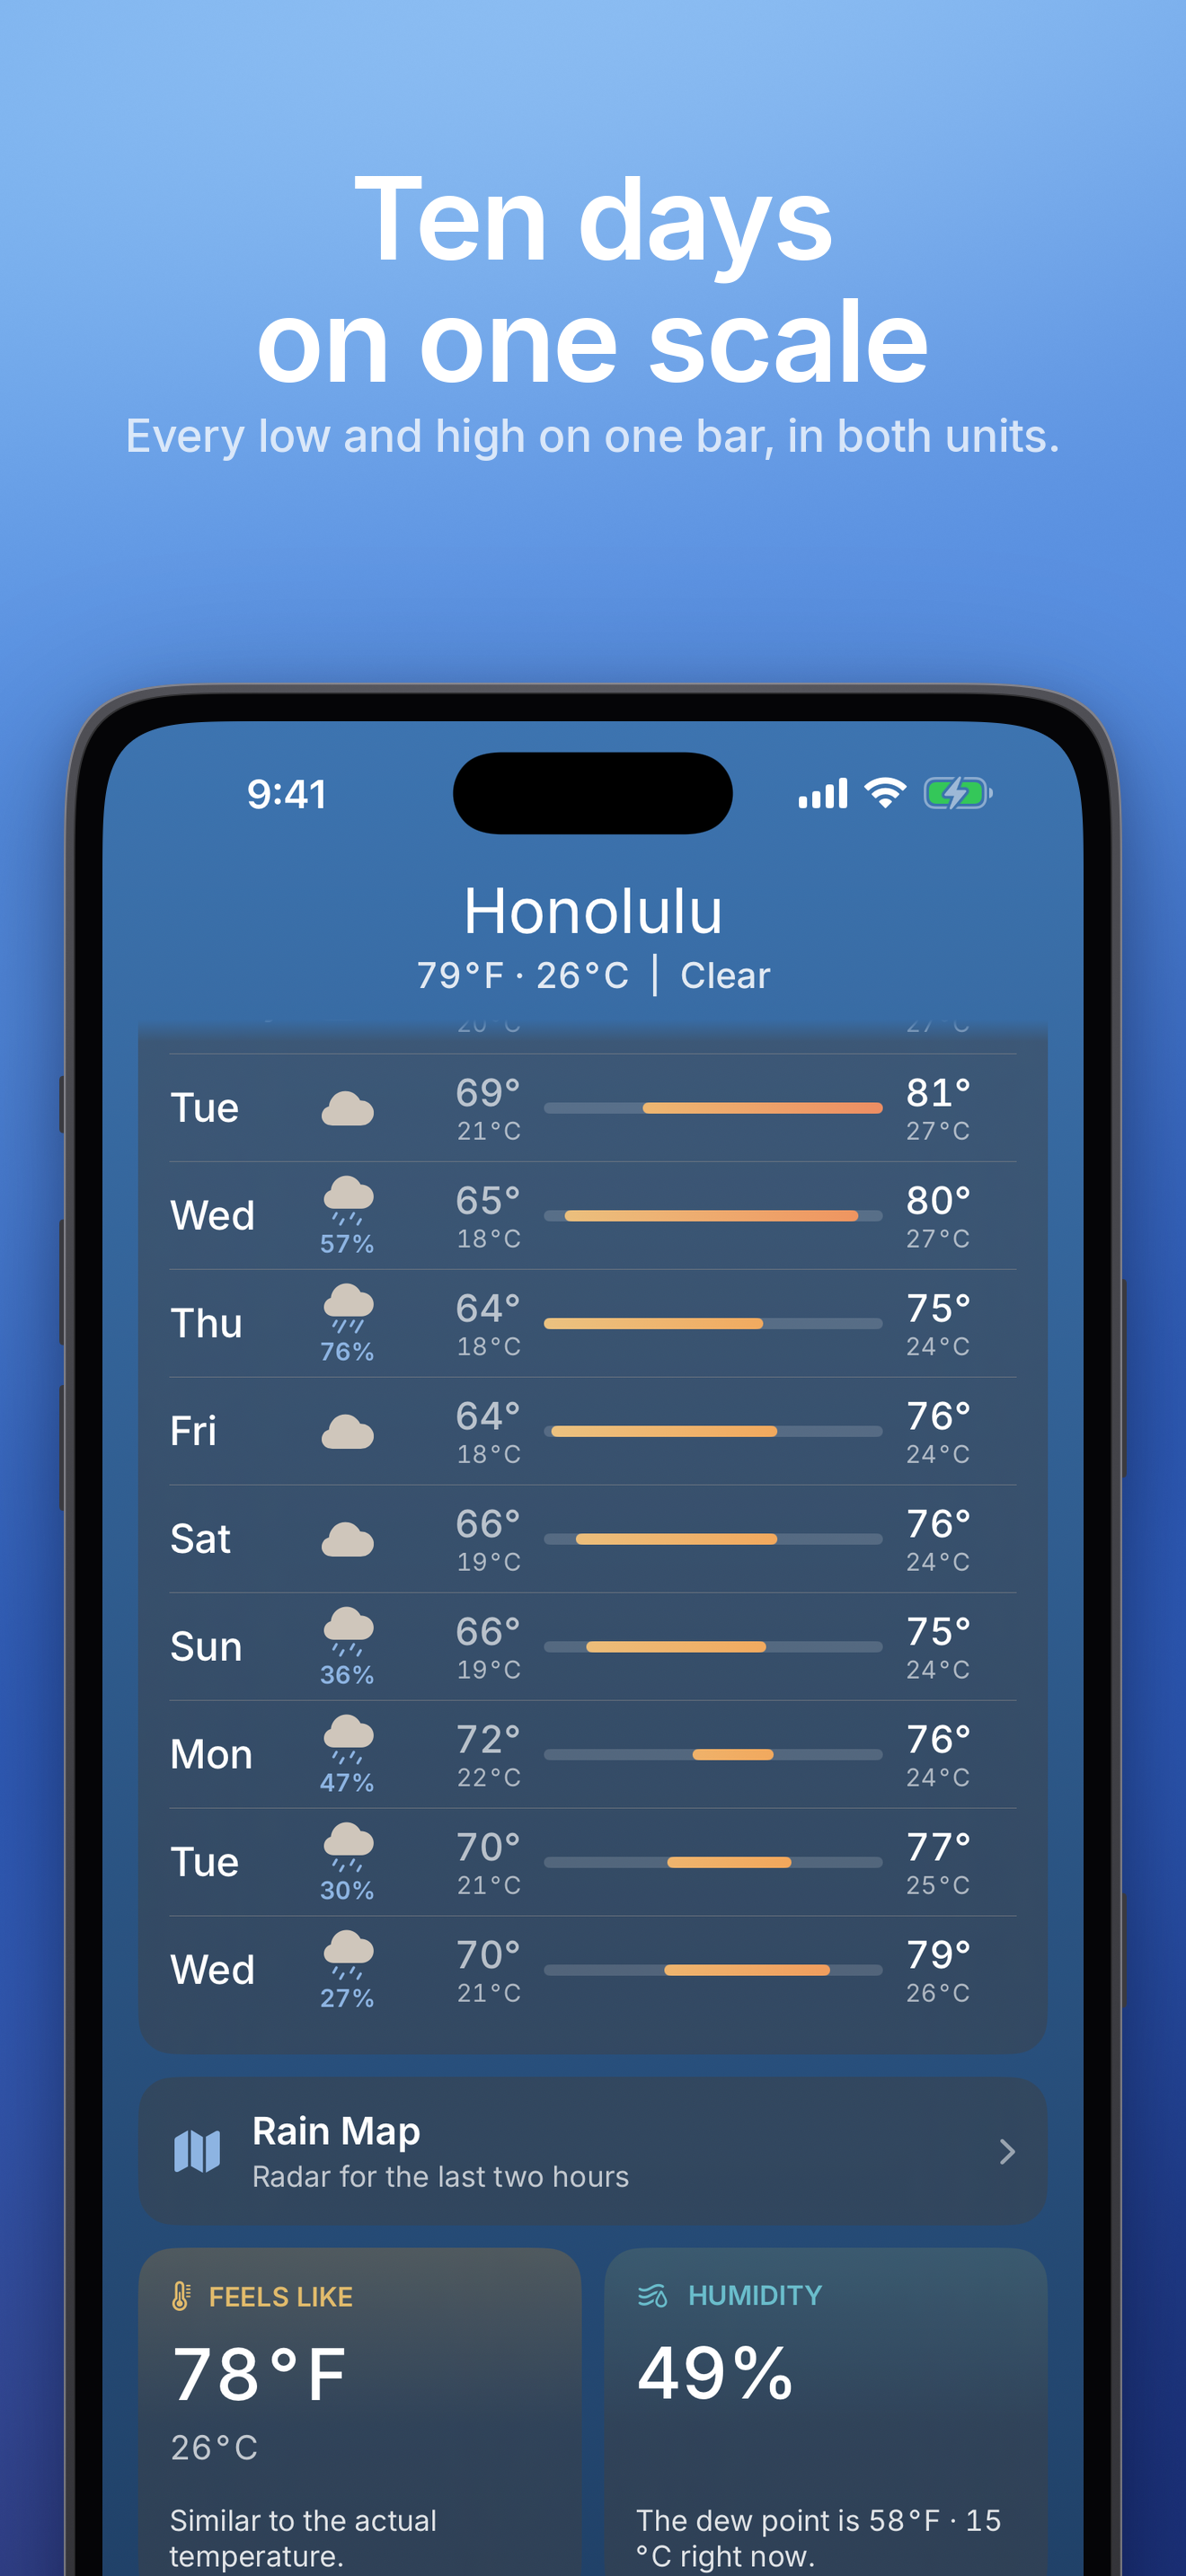 Ten days
on one scale
Every low and high on one bar, in both units.
9:41
Honolulu
79°F · 26°C | Clear
20°C 27°C
Tue 69° 21°C 81° 27°C
Wed 57% 65° 18°C 80° 27°C
Thu 76% 64° 18°C 75° 24°C
Fri 64° 18°C 76° 24°C
Sat 66° 19°C 76° 24°C
Sun 36% 66° 19°C 75° 24°C
Mon 47% 72° 22°C 76° 24°C
Tue 30% 70° 21°C 77° 25°C
Wed 27% 70° 21°C 79° 26°C
Rain Map
Radar for the last two hours
FEELS LIKE
78°F
26°C
Similar to the actual
temperature.
HUMIDITY
49%
The dew point is 58°F · 15
°C right now.